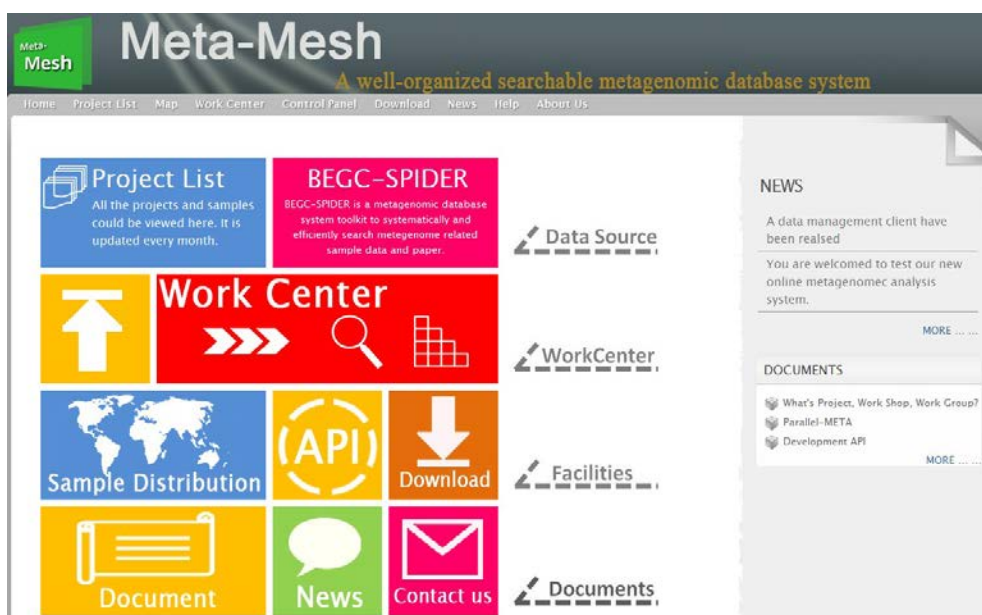 Meta-
Mesh
Meta-Mesh
A well-organized searchable metagenomic database system
Home Project List Map Work Center Control Panel Download News Help About Us
Project List
All the projects and samples
could be viewed here. It is
updated every month.
BEGC-SPIDER
BEGC-SPIDER is a metagenomic database
system toolkit to systematically and
efficiently search metegenome related
sample data and paper.
Data Source
Work Center
WorkCenter
Sample Distribution
(API)
Download
Facilities
Document
News
Contact us
Documents
NEWS
A data management client have
been realsed
You are welcomed to test our new
online metagenomec analysis
system.
MORE ... ...
DOCUMENTS
What's Project, Work Shop, Work Group?
Parallel-META
Development API
MORE ... ...